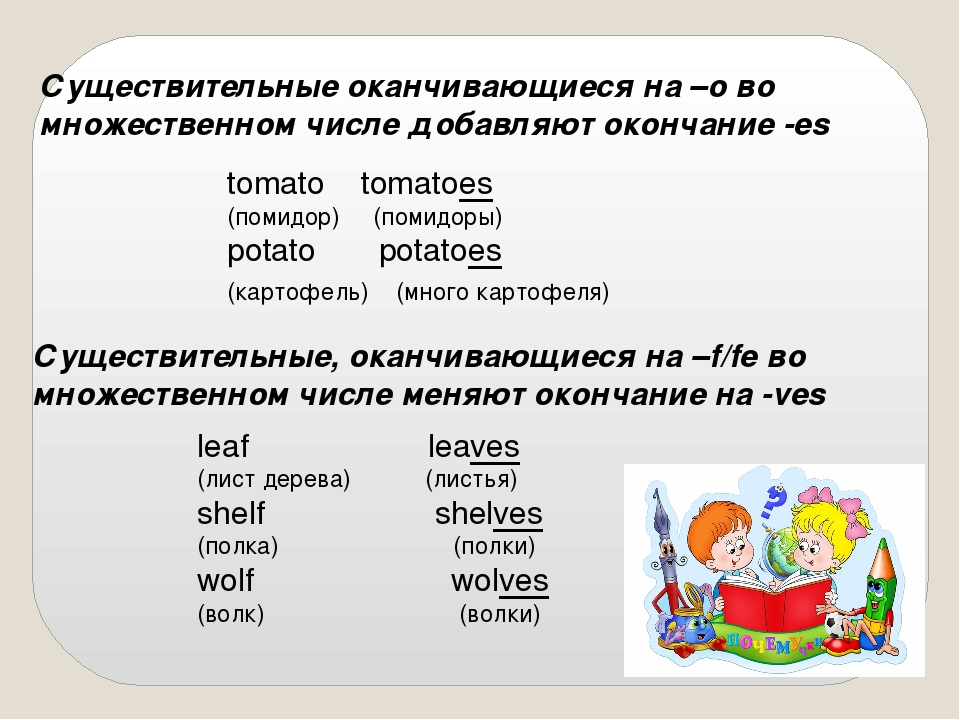 Существительные оканчивающиеся на –о во
множественном числе добавляют окончание -es
tomato tomatoes
(помидор) (помидоры)
potato potatoes
(картофель) (много картофеля)
Существительные, оканчивающиеся на –f/fe во
множественном числе меняют окончание на -ves
leaf leaves
(лист дерева) (листья)
shelf shelves
(полка) (полки)
wolf wolves
(волк) (волки)
?
ПОЧЕМУчки